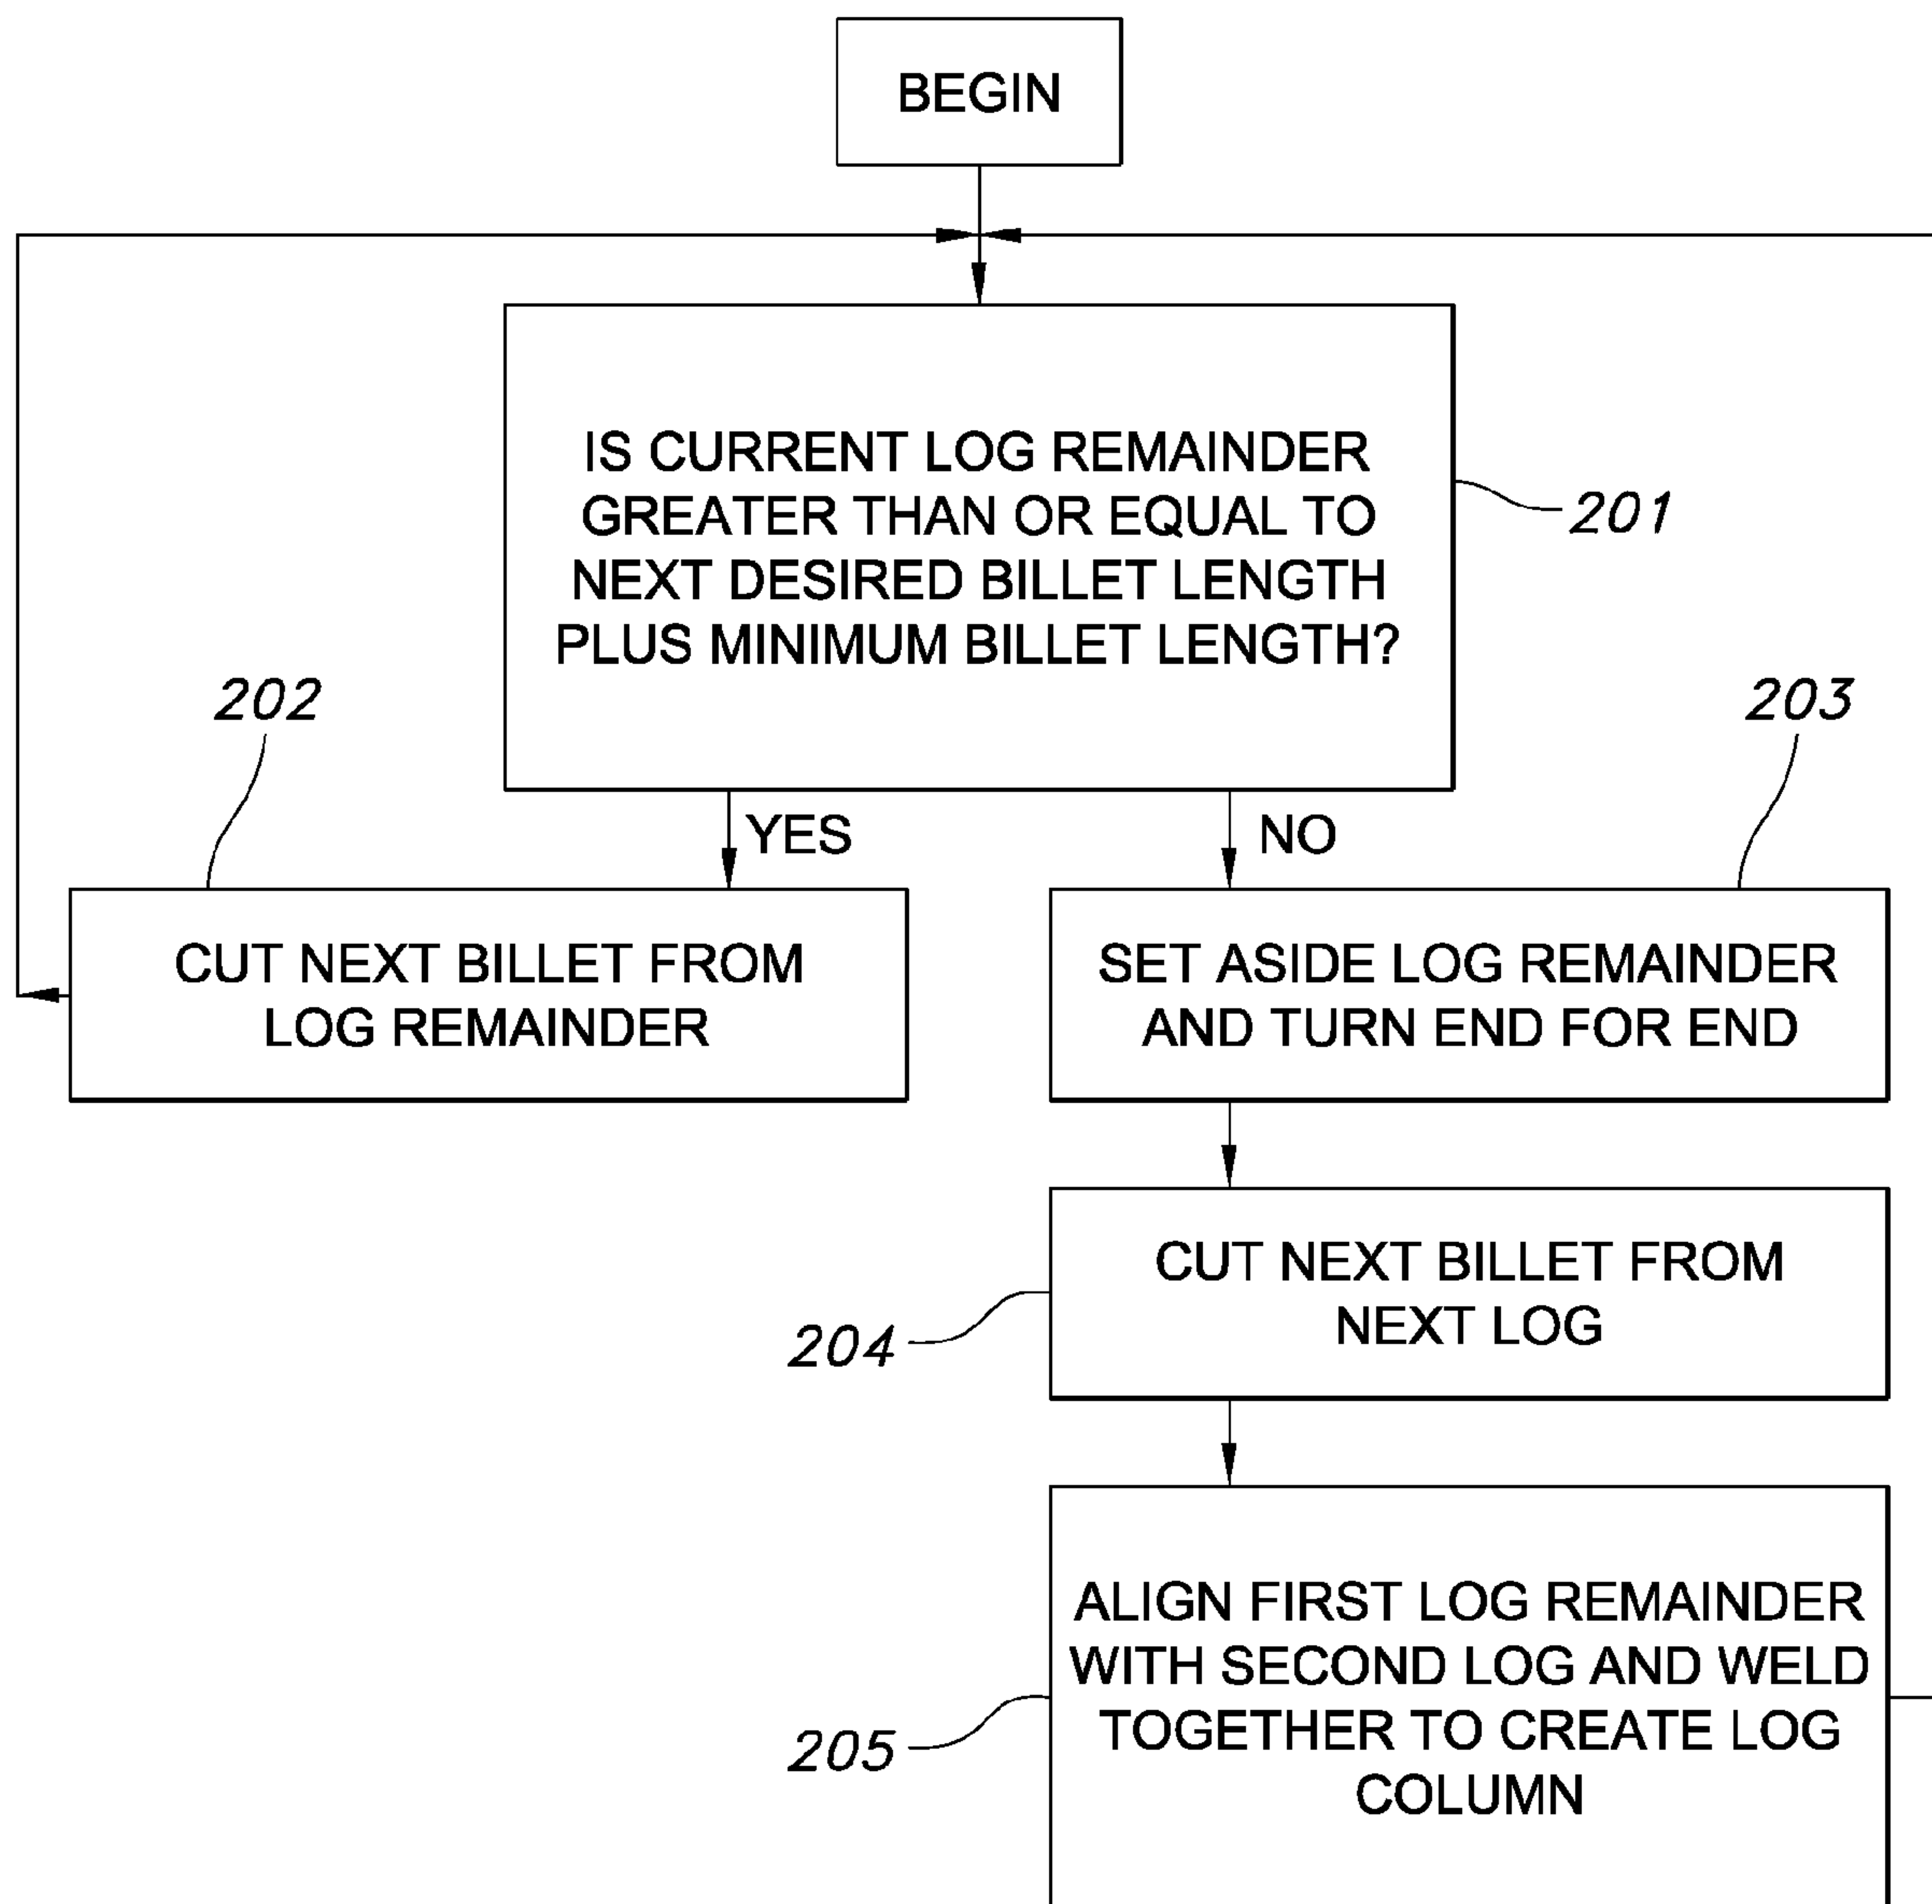 BEGIN
IS CURRENT LOG REMAINDER
GREATER THAN OR EQUAL TO
NEXT DESIRED BILLET LENGTH
PLUS MINIMUM BILLET LENGTH?
201
202
203
YES
NO
CUT NEXT BILLET FROM
LOG REMAINDER
SET ASIDE LOG REMAINDER
AND TURN END FOR END
CUT NEXT BILLET FROM
NEXT LOG
204
ALIGN FIRST LOG REMAINDER
WITH SECOND LOG AND WELD
TOGETHER TO CREATE LOG
COLUMN
205